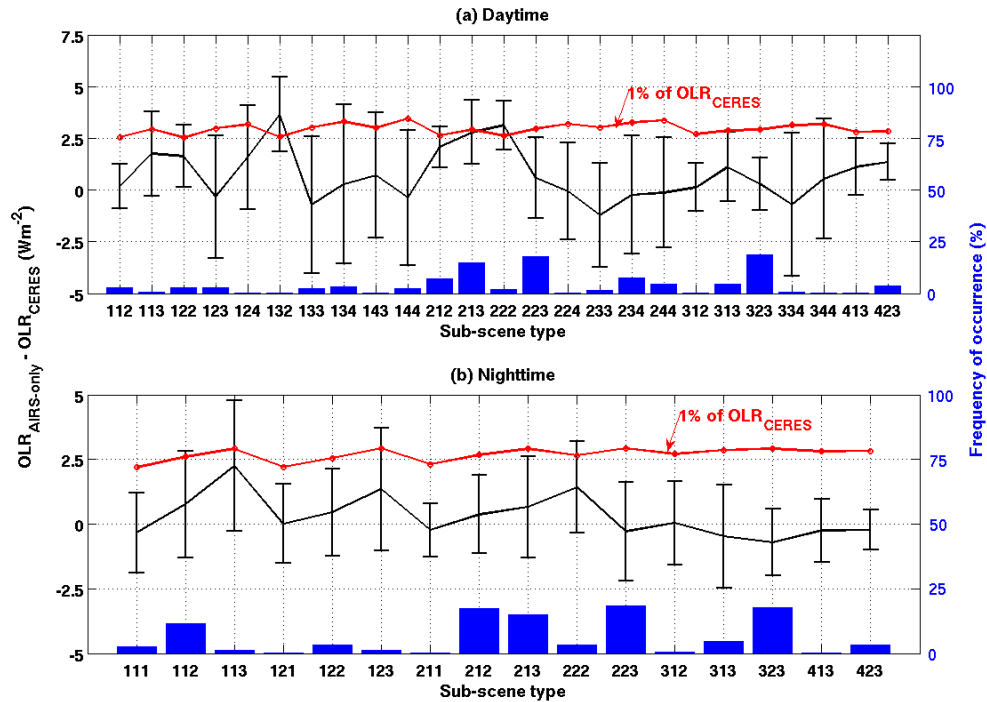 (a) Daytime
7.5
5
2.5
0
-2.5
-5
100
75
50
25
0
1% of OLR_CERES
112 113 122 123 124 132 133 134 143 144 212 213 222 223 224 233 234 244 312 313 323 334 344 413 423
Sub-scene type
OLR_AIRS-only - OLR_CERES (Wm^-2)
Frequency of occurrence (%)
(b) Nighttime
5
2.5
0
-2.5
-5
100
75
50
25
0
1% of OLR_CERES
111 112 113 121 122 123 211 212 213 222 223 312 313 323 413 423
Sub-scene type